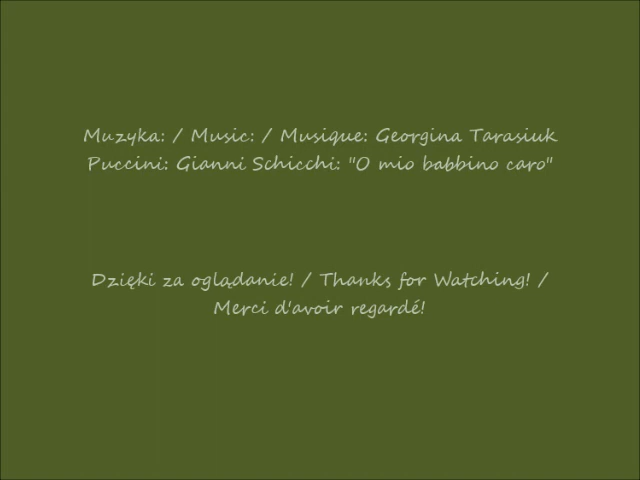 Muzyka: / Music: / Musique: Georgina Tarasiuk
Puccini: Gianni Schicchi: "O mio babbino caro"
Dzięki za oglądanie! / Thanks for Watching! /
Merci d'avoir regardé!